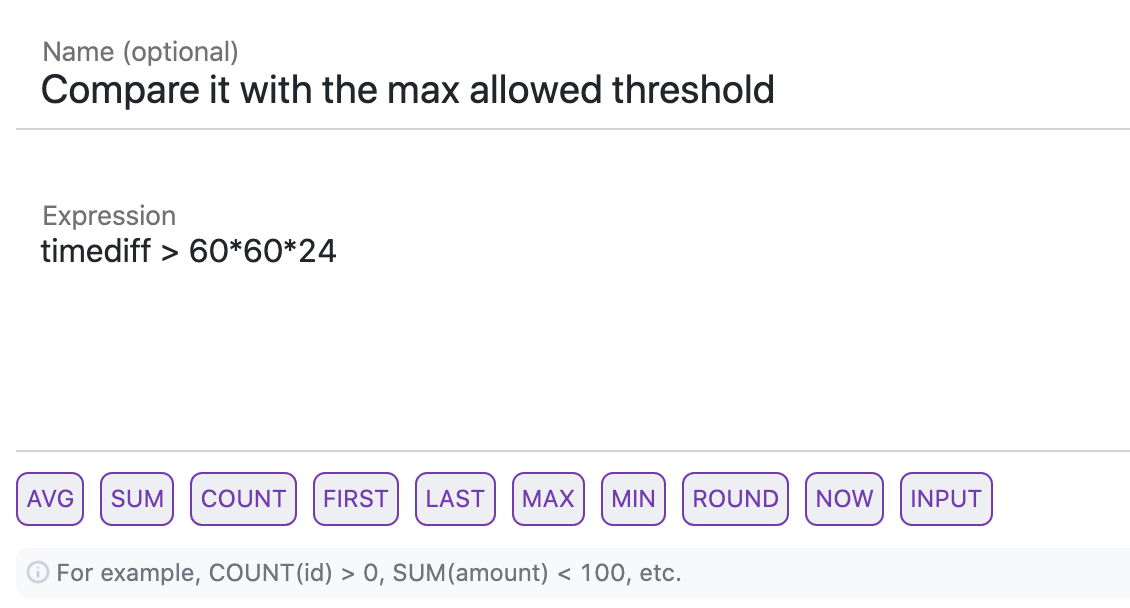 Name (optional)
Compare it with the max allowed threshold
Expression
timediff > 60*60*24
AVG SUM COUNT FIRST LAST MAX MIN ROUND NOW INPUT
For example, COUNT(id) > 0, SUM(amount) < 100, etc.